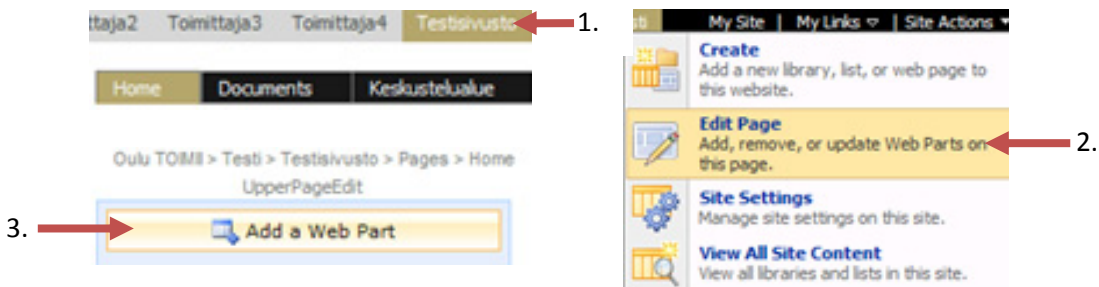 ttaja2 Toimittaja3 Toimittaja4 Testisivusto
1.
Home Documents Keskustelualue
Oulu TOIMII > Testi > Testisivusto > Pages > Home
UpperPageEdit
3.
Add a Web Part
sti My Site | My Links | Site Actions
Create
Add a new library, list, or web page to
this website.
Edit Page
Add, remove, or update Web Parts on
this page.
2.
Site Settings
Manage site settings on this site.
View All Site Content
View all libraries and lists in this site.